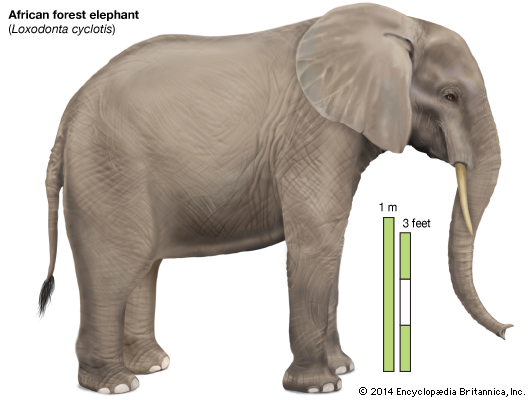 African forest elephant
(Loxodonta cyclotis)
1 m
3 feet
© 2014 Encyclopædia Britannica, Inc.